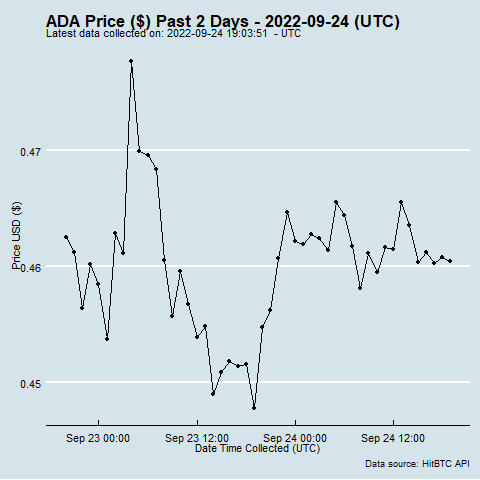 ADA Price ($) Past 2 Days - 2022-09-24 (UTC)
Latest data collected on: 2022-09-24 19:03:51  - UTC
0.47
0.46
0.45
Price USD ($)
Sep 23 00:00
Sep 23 12:00
Sep 24 00:00
Sep 24 12:00
Date Time Collected (UTC)
Data source: HitBTC API